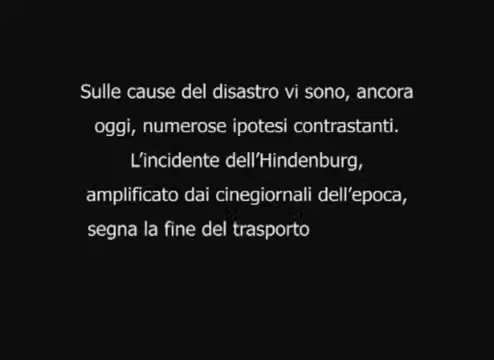 Sulle cause del disastro vi sono, ancora
oggi, numerose ipotesi contrastanti.
L'incidente dell'Hindenburg,
amplificato dai cinegiornali dell'epoca,
segna la fine del trasporto